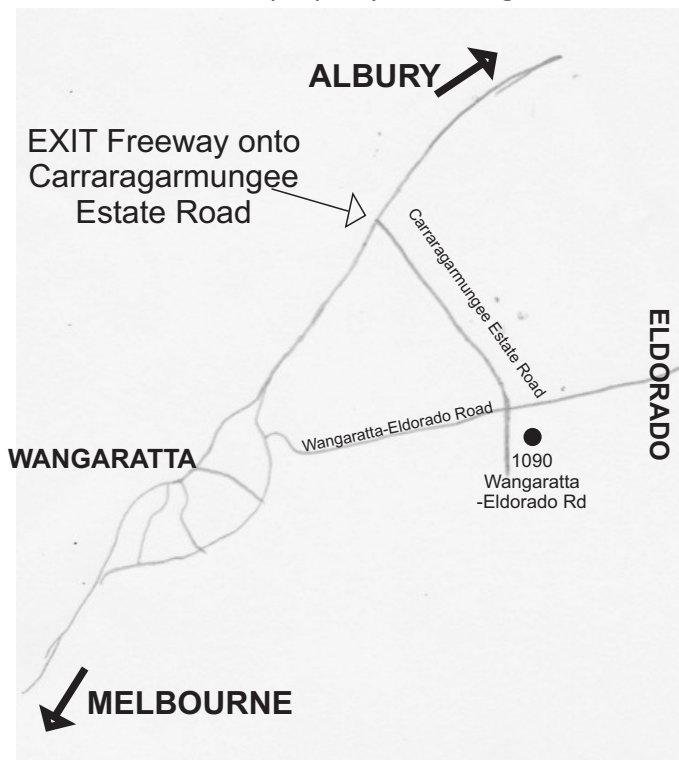 ALBURY
EXIT Freeway onto
Carraragarmungee
Estate Road
Carraragarmungee Estate Road
ELDORADO
Wangaratta-Eldorado Road
WANGARATTA
1090
Wangaratta
-Eldorado Rd
MELBOURNE